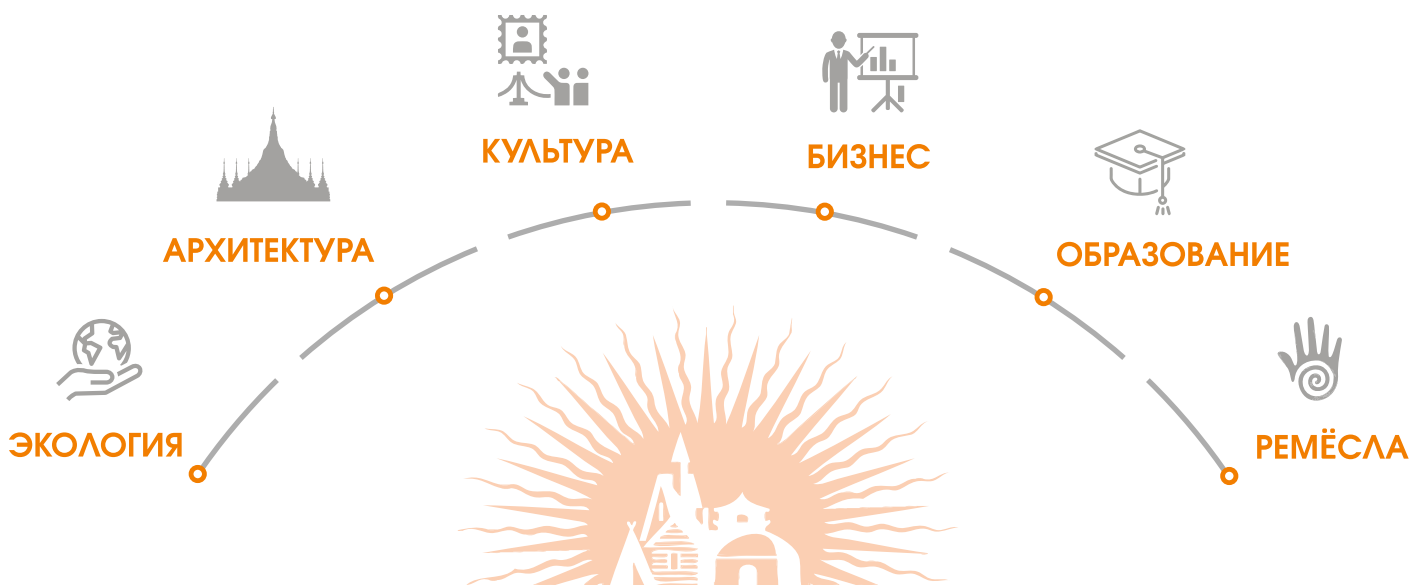 КУЛЬТУРА
БИЗНЕС
АРХИТЕКТУРА
ОБРАЗОВАНИЕ
ЭКОЛОГИЯ
РЕМЁСЛА